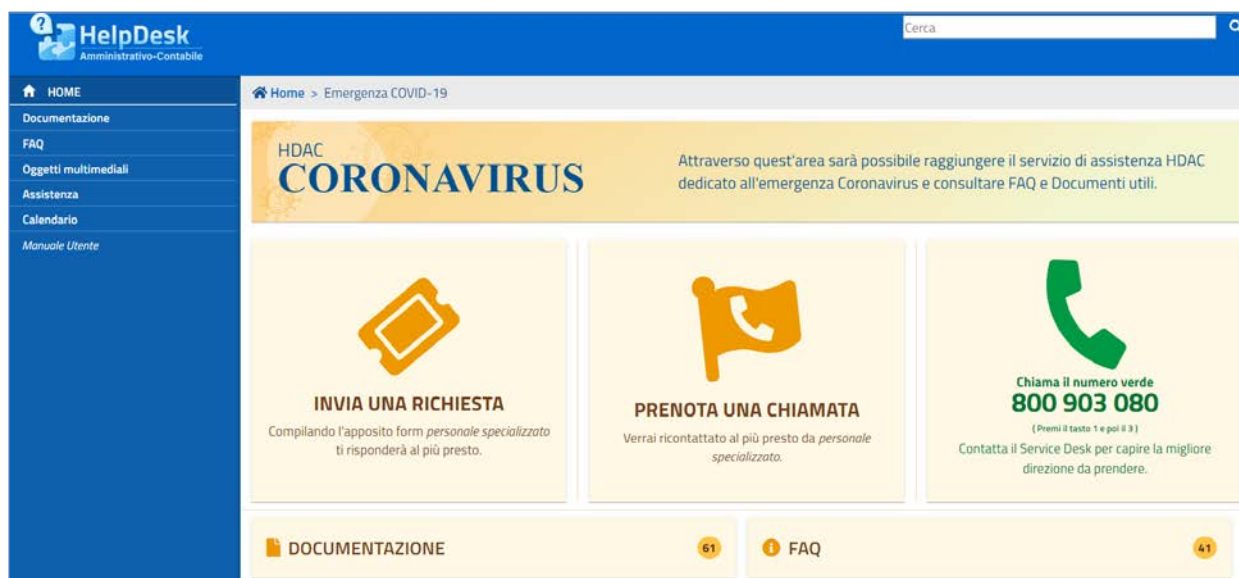 ?
HelpDesk
Amministrativo-Contabile
Cerca
HOME
Documentazione
FAQ
Oggetti multimediali
Assistenza
Calendario
Manuale Utente
Home > Emergenza COVID-19
HDAC
CORONAVIRUS
Attraverso quest'area sarà possibile raggiungere il servizio di assistenza HDAC
dedicato all'emergenza Coronavirus e consultare FAQ e Documenti utili.
INVIA UNA RICHIESTA
Compilando l'apposito form personale specializzato
ti risponderà al più presto.
PRENOTA UNA CHIAMATA
Verrai ricontattato al più presto da personale
specializzato.
Chiama il numero verde
800 903 080
( Premi il tasto 1 e poi il 3 )
Contatta il Service Desk per capire la migliore
direzione da prendere.
DOCUMENTAZIONE 61
FAQ 41